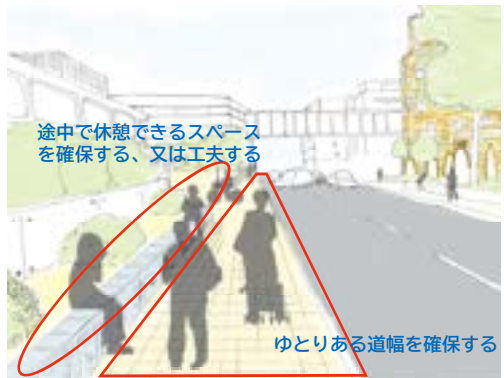 途中で休憩できるスペース
を確保する、又は工夫する
ゆとりある道幅を確保する